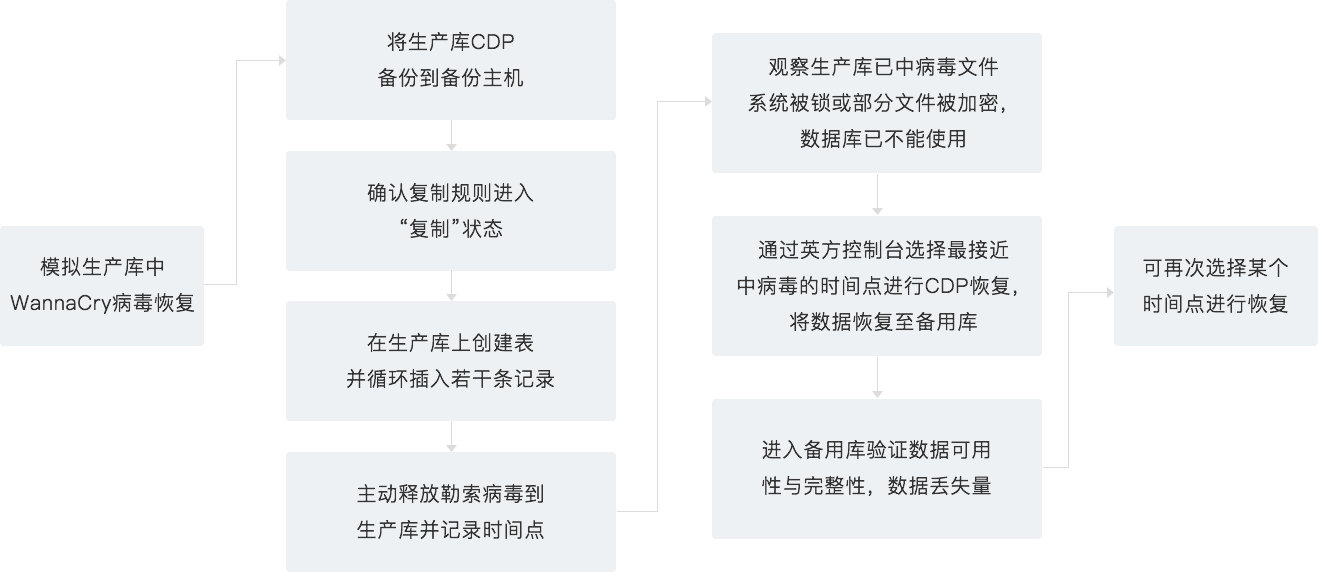 模拟生产库中
WannaCry病毒恢复
将生产库CDP
备份到备份主机
确认复制规则进入
“复制”状态
在生产库上创建表
并循环插入若干条记录
主动释放勒索病毒到
生产库并记录时间点
观察生产库已中病毒文件
系统被锁或部分文件被加密，
数据库已不能使用
通过英方控制台选择最接近
中病毒的时间点进行CDP恢复，
将数据恢复至备用库
进入备用库验证数据可用
性与完整性，数据丢失量
可再次选择某个
时间点进行恢复